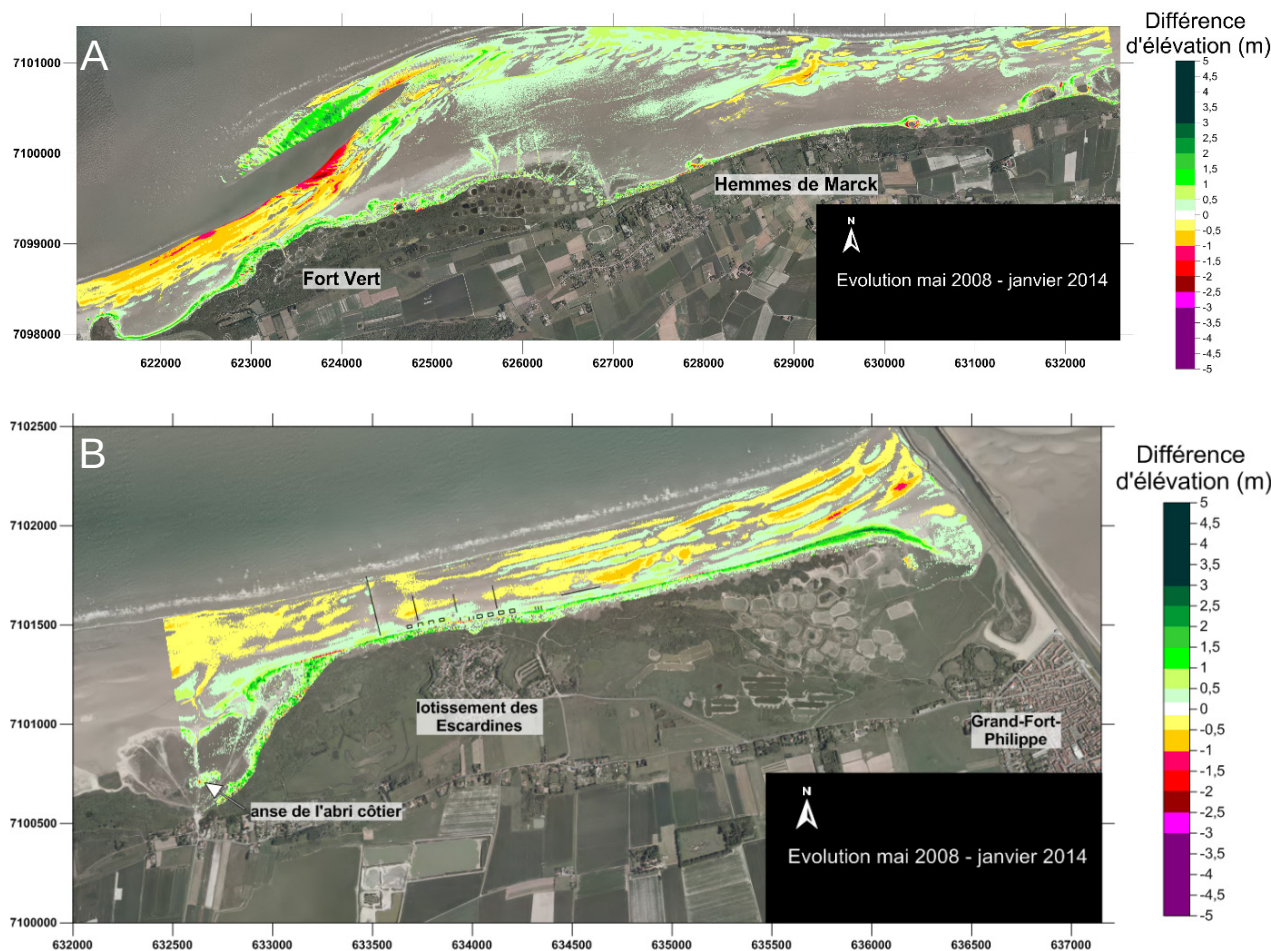 A
Différence
d'élévation (m)
5
4,5
4
3,5
3
2,5
2
1,5
1
0,5
0
-0,5
-1
-1,5
-2
-2,5
-3
-3,5
-4
-4,5
-5
7101000
7100000
7099000
7098000
Hemmes de Marck
Fort Vert
N
Evolution mai 2008 - janvier 2014
622000 623000 624000 625000 626000 627000 628000 629000 630000 631000 632000
B
Différence
d'élévation (m)
5
4,5
4
3,5
3
2,5
2
1,5
1
0,5
0
-0,5
-1
-1,5
-2
-2,5
-3
-3,5
-4
-4,5
-5
7102500
7102000
7101500
7101000
7100500
7100000
lotissement des
Escardines
Grand-Fort-
Philippe
anse de l'abri côtier
N
Evolution mai 2008 - janvier 2014
632000 632500 633000 633500 634000 634500 635000 635500 636000 636500 637000